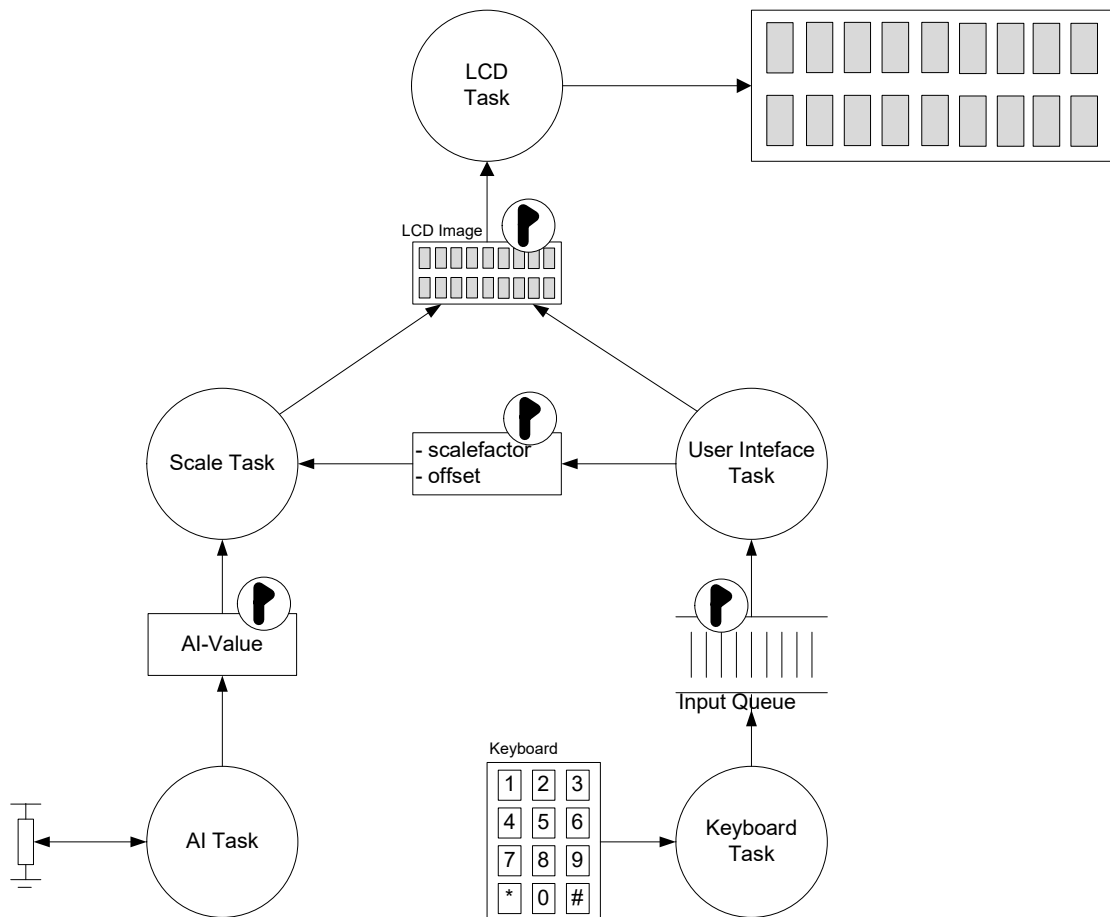 LCD
Task
LCD Image
Scale Task
- scalefactor
- offset
User Inteface
Task
AI-Value
Input Queue
Keyboard
1 2 3
4 5 6
7 8 9
* 0 #
AI Task
Keyboard
Task